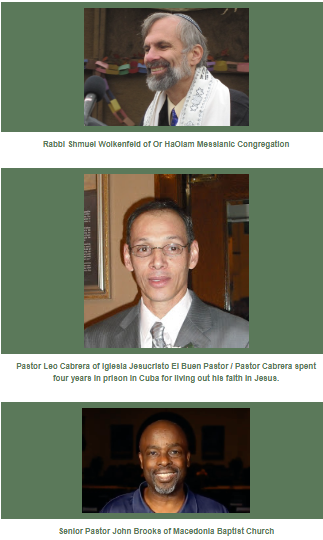 Rabbi Shmuel Wolkenfeld of Or HaOlam Messianic Congregation
Pastor Leo Cabrera of Iglesia Jesucristo El Buen Pastor / Pastor Cabrera spent
four years in prison in Cuba for living out his faith in Jesus.
Senior Pastor John Brooks of Macedonia Baptist Church